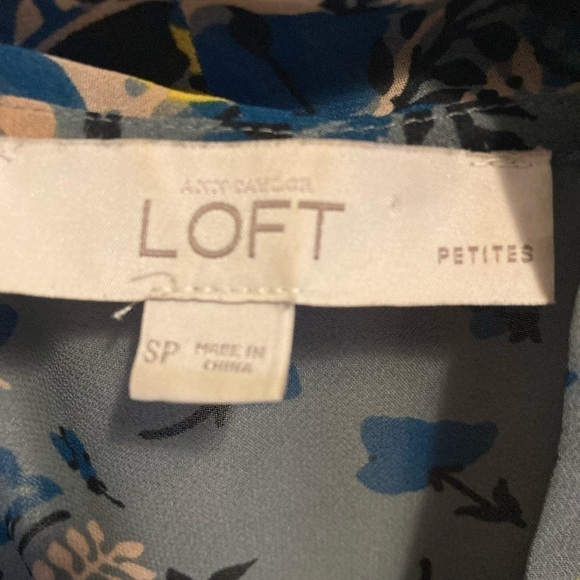 ANN TAYLOR
LOFT
PETITES
SP
MADE IN
CHINA